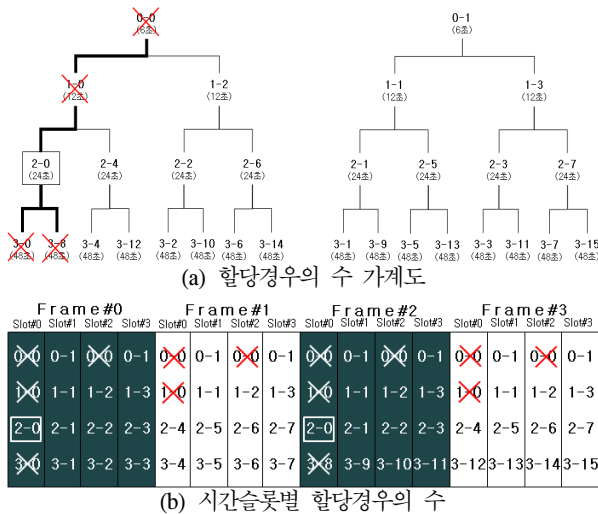 0-0 0-1
(6초) (6초)
1-0 1-2 1-1 1-3
(12초) (12초) (12초) (12초)
2-0 2-4 2-2 2-6 2-1 2-5 2-3 2-7
(24초) (24초) (24초) (24초) (24초) (24초) (24초) (24초)
3-0 3-8 3-4 3-12 3-2 3-10 3-6 3-14 3-1 3-9 3-5 3-13 3-3 3-11 3-7 3-15
(48초) (48초) (48초) (48초) (48초) (48초) (48초) (48초) (48초) (48초) (48초) (48초) (48초) (48초) (48초) (48초)
(a) 할당경우의 수 가계도
Frame#0 Frame#1 Frame#2 Frame#3
Slot#0 Slot#1 Slot#2 Slot#3 Slot#0 Slot#1 Slot#2 Slot#3 Slot#0 Slot#1 Slot#2 Slot#3 Slot#0 Slot#1 Slot#2 Slot#3
0-0 0-1 0-0 0-1 0-0 0-1 0-0 0-1 0-0 0-1 0-0 0-1 0-0 0-1 0-0 0-1
1-0 1-1 1-2 1-3 1-0 1-1 1-2 1-3 1-0 1-1 1-2 1-3 1-0 1-1 1-2 1-3
2-0 2-1 2-2 2-3 2-4 2-5 2-6 2-7 2-0 2-1 2-2 2-3 2-4 2-5 2-6 2-7
3-0 3-1 3-2 3-3 3-4 3-5 3-6 3-7 3-8 3-9 3-10 3-11 3-12 3-13 3-14 3-15
(b) 시간슬롯별 할당경우의 수